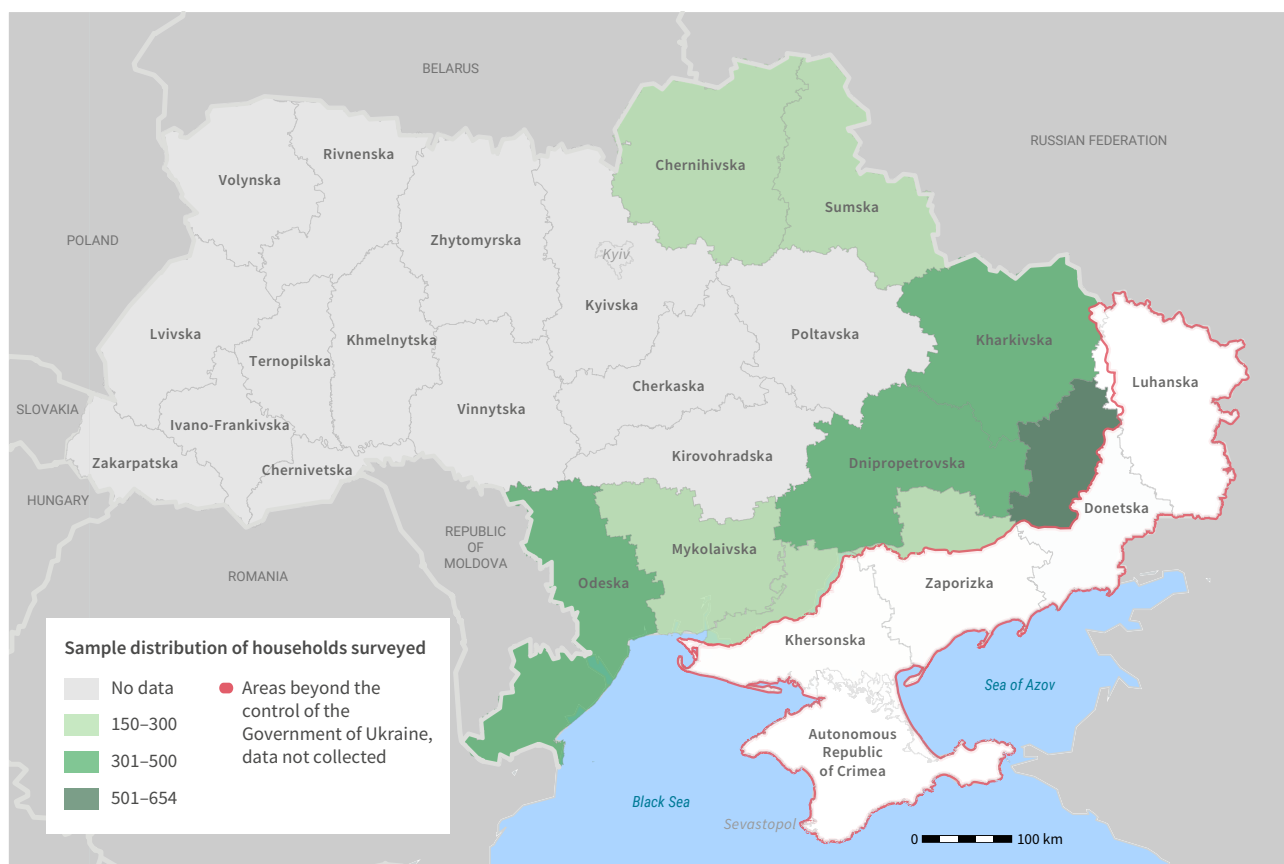 BELARUS
RUSSIAN FEDERATION
Rivnenska
Chernihivska
Volynska
Sumska
POLAND
Zhytomyrska
Kyiv
Kyivska
Lvivska
Poltavska
Khmelnytska
Kharkivska
Ternopilska
Luhanska
Cherkaska
SLOVAKIA
Vinnytska
Ivano-Frankivska
Kirovohradska
Zakarpatska
Dnipropetrovska
Chernivetska
HUNGARY
Donetska
REPUBLIC
OF
MOLDOVA
Mykolaivska
ROMANIA
Odeska
Zaporizka
Khersonska
Sample distribution of households surveyed
No data
150–300
301–500
501–654
Areas beyond the
control of the
Government of Ukraine,
data not collected
Sea of Azov
Autonomous
Republic
of Crimea
Black Sea
Sevastopol
0 100 km